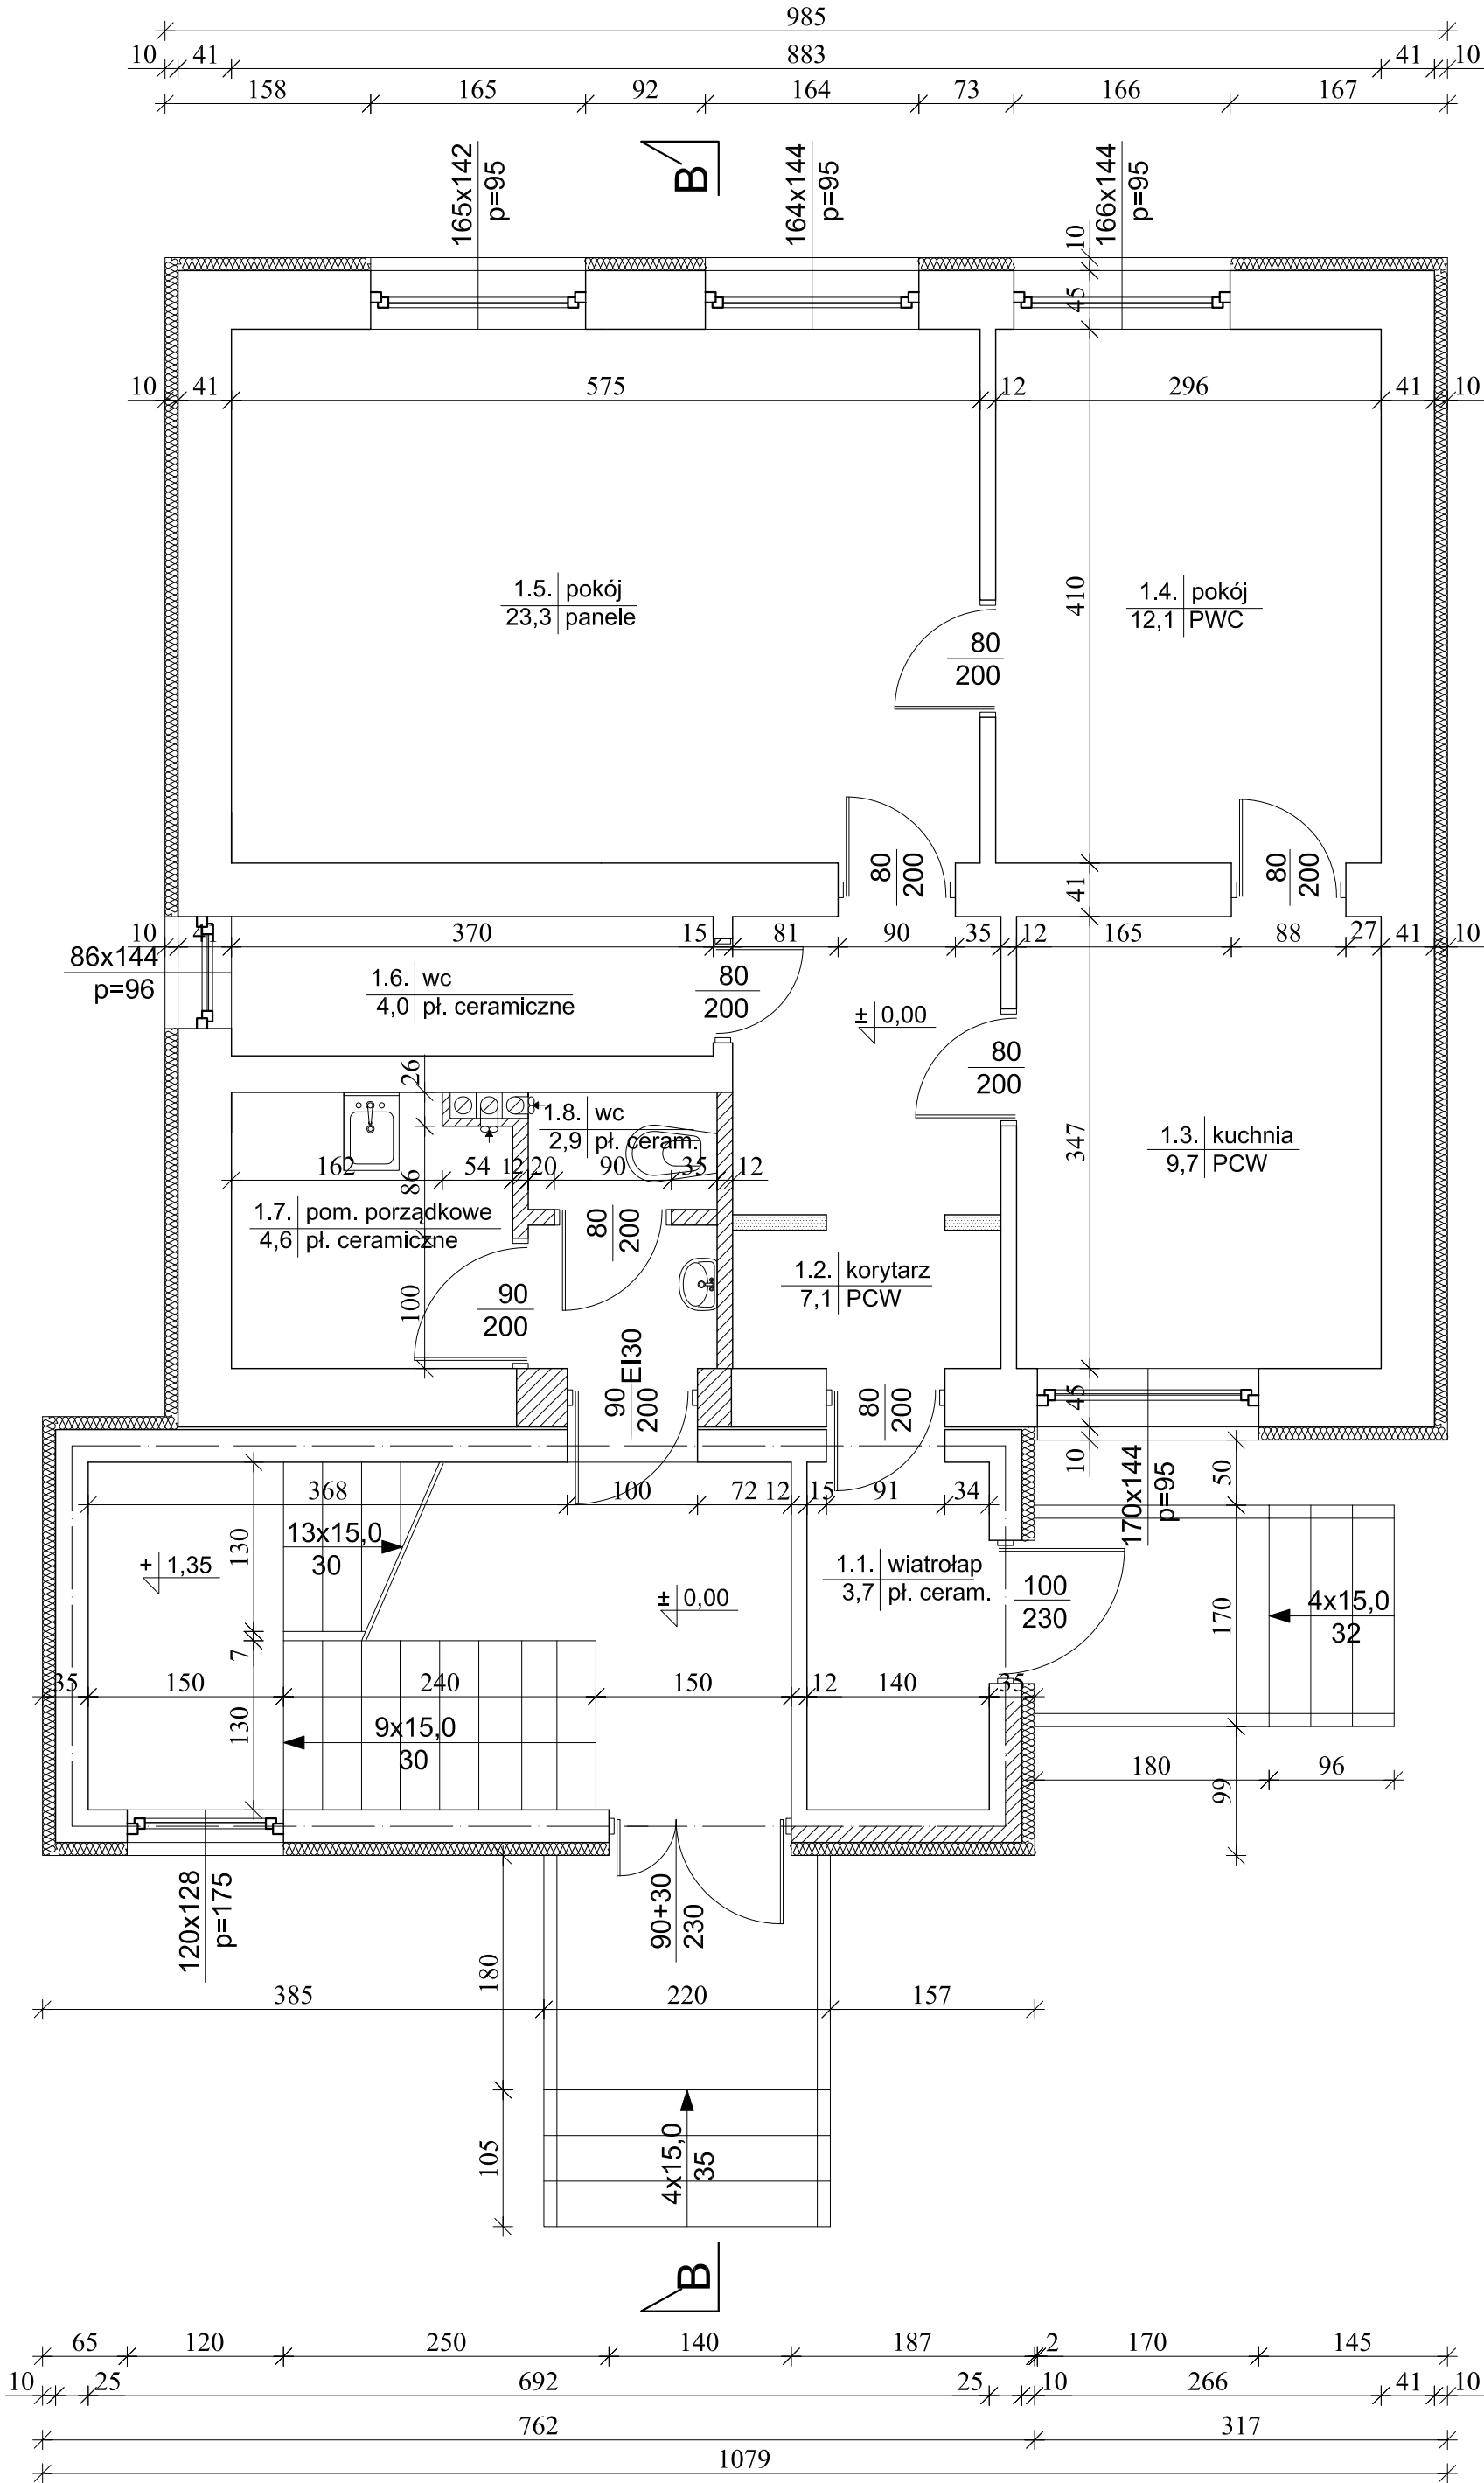 985
10 41 883 41 10
158 165 92 164 73 166 167
165x142
p=95
B
164x144
p=95
166x144
p=95
10
45
10 41 575 12 296 41 10
1.5. pokój
23,3 panele
410
1.4. pokój
12,1 PWC
80
200
80
200
80
200
41
10 41 370 15 81 90 35 12 165 88 27 41 10
86x144
p=96
1.6. wc
4,0 pł. ceramiczne
80
200
± 0,00
80
200
26
1.8. wc
2,9 pł. ceram.
347
1.3. kuchnia
9,7 PCW
162 54 12 20 90 35 12
86
1.7. pom. porządkowe
4,6 pł. ceramiczne
80
200
1.2. korytarz
7,1 PCW
100
90
200
EI30
90
200
80
200
45
10
170x144
p=95
50
368 100 72 12 15 91 34
130
13x15,0
30
+ 1,35
± 0,00
1.1. wiatrołap
3,7 pł. ceram.
100
230
170
4x15,0
32
7
35 150 240 150 12 140 35
130
9x15,0
30
180 96
99
120x128
p=175
90+30
230
180
385 220 157
105
4x15,0
35
B
65 120 250 140 187 2 170 145
10 25 692 25 10 266 41 10
762 317
1079